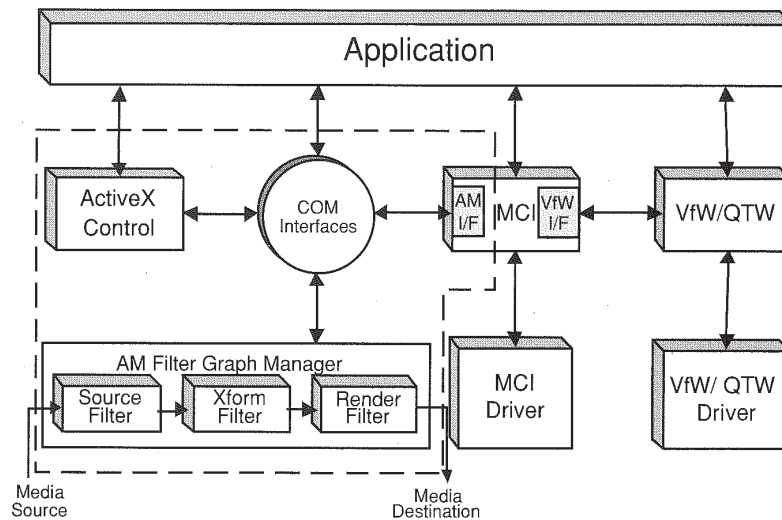 Application
ActiveX
Control
COM
Interfaces
AM
I/F
MCI
VfW
I/F
VfW/QTW
AM Filter Graph Manager
Source
Filter
Xform
Filter
Render
Filter
MCI
Driver
VfW/ QTW
Driver
Media
Source
Media
Destination